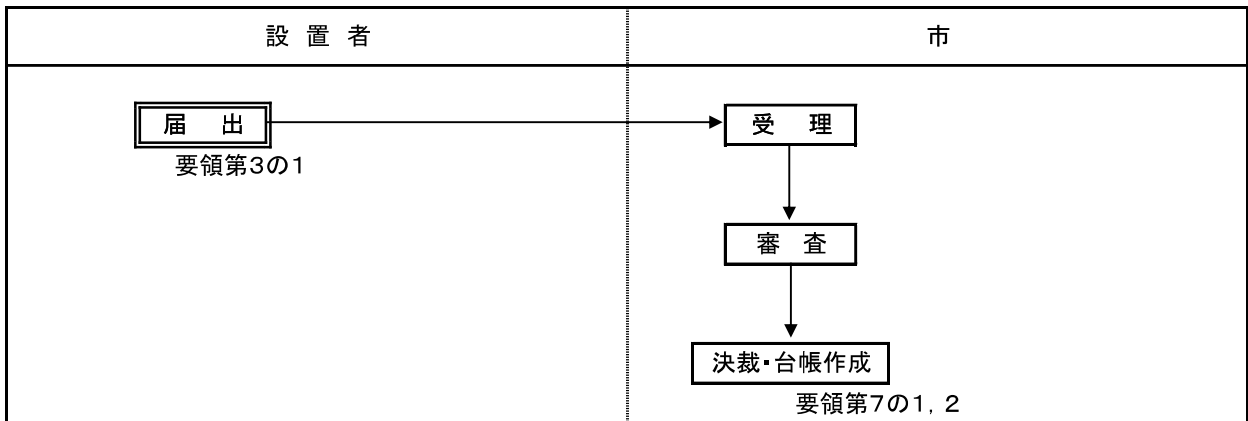 設置者
市
届出
受理
要領第3の1
審査
決裁・台帳作成
要領第7の1，2